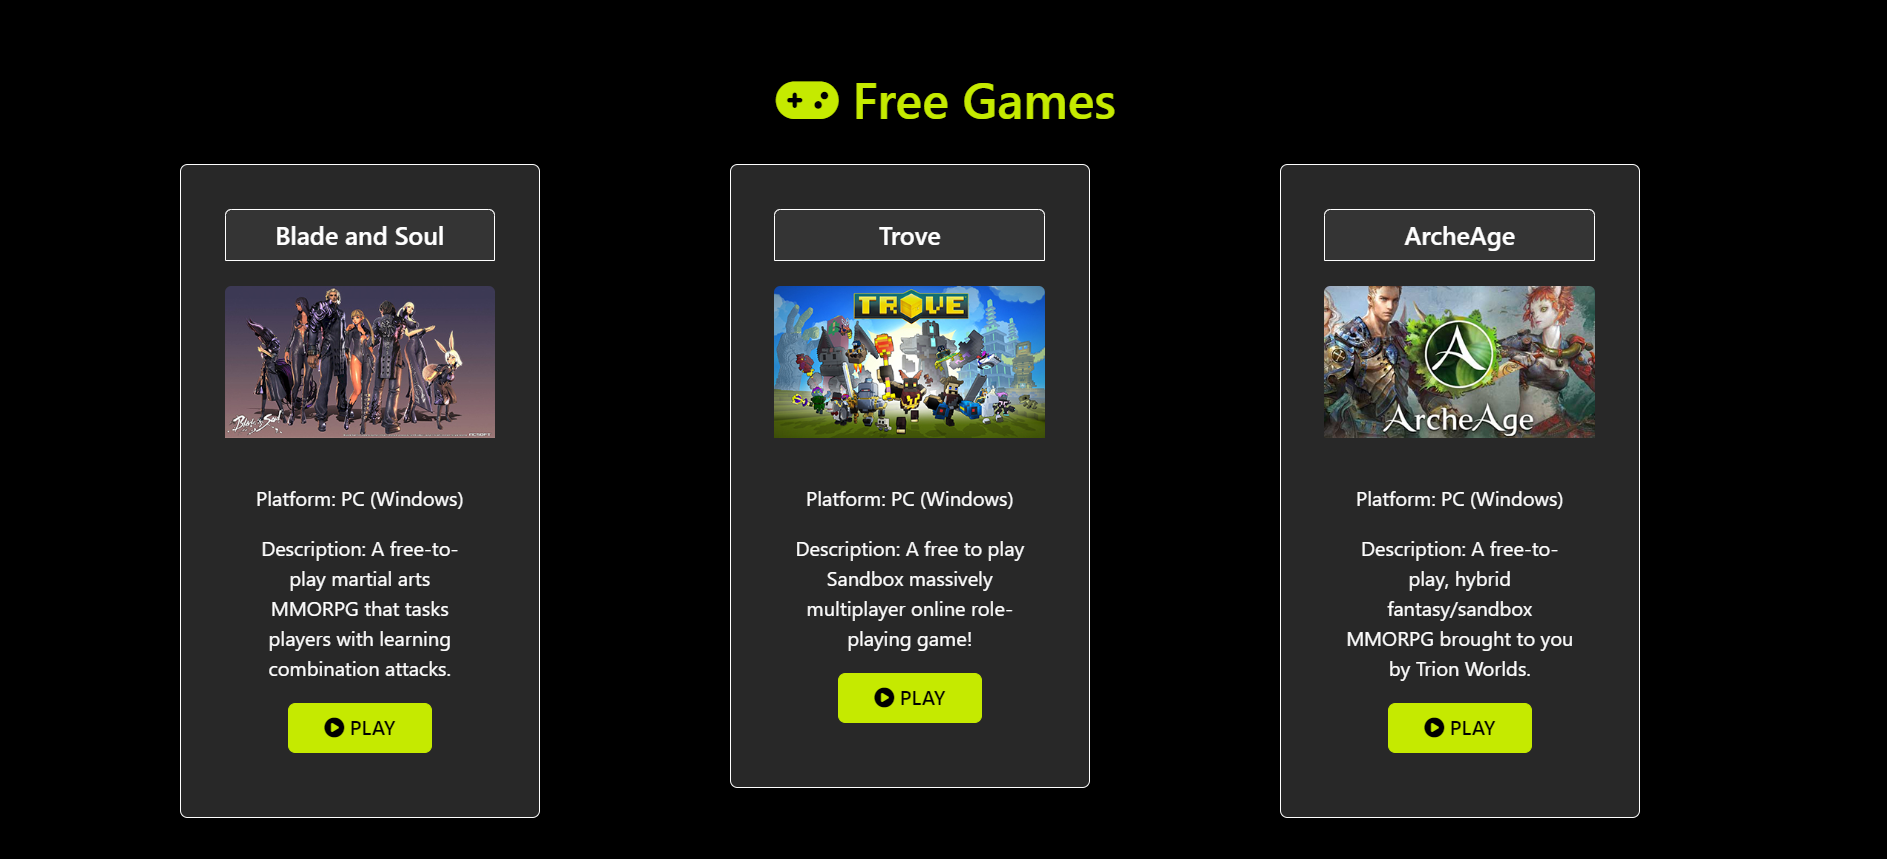 Free Games
Blade and Soul
Blade & Soul
Platform: PC (Windows)
Description: A free-to-
play martial arts
MMORPG that tasks
players with learning
combination attacks.
PLAY
Trove
TROVE
Platform: PC (Windows)
Description: A free to play
Sandbox massively
multiplayer online role-
playing game!
PLAY
ArcheAge
A
ArcheAge
Platform: PC (Windows)
Description: A free-to-
play, hybrid
fantasy/sandbox
MMORPG brought to you
by Trion Worlds.
PLAY